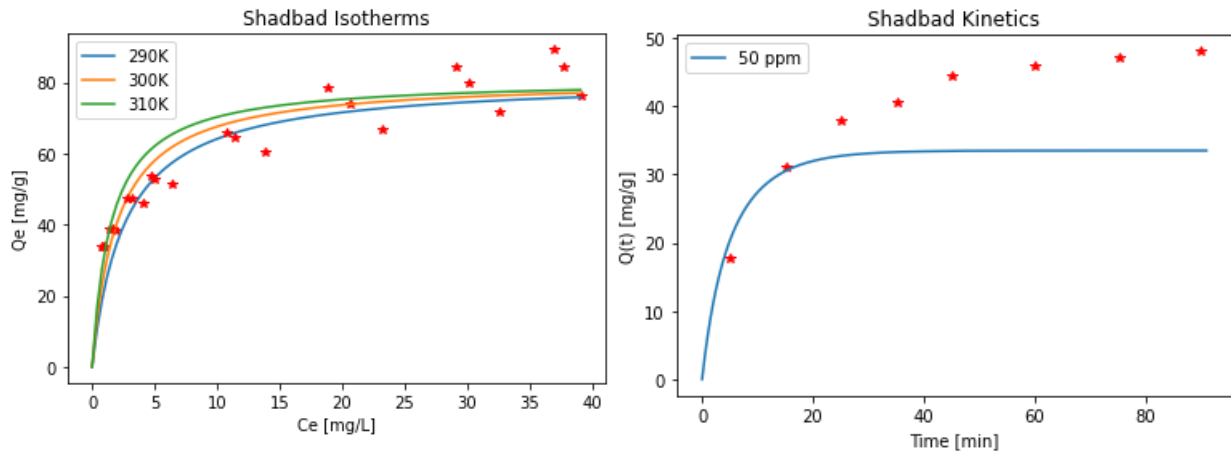 Shadbad Isotherms
290K
300K
310K
80
60
40
20
0
Qe [mg/g]
0 5 10 15 20 25 30 35 40
Ce [mg/L]
Shadbad Kinetics
50 ppm
50
40
30
20
10
0
Q(t) [mg/g]
0 20 40 60 80
Time [min]